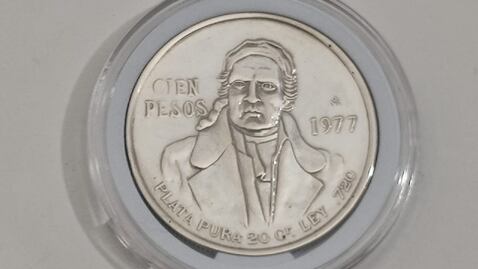 CIEN
PESOS
1977
PLATA PURA 20 Gr. LEY .720